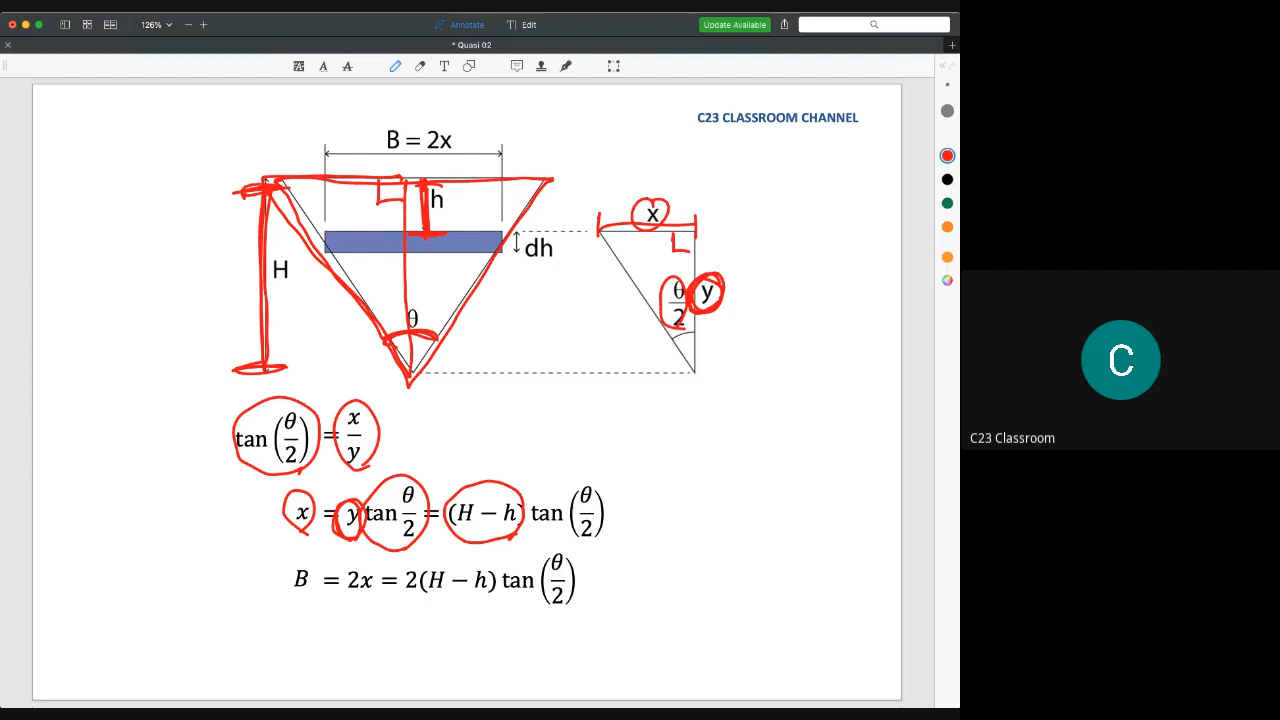 126%
Annotate
Edit
Update Available
* Quasi 02
C23 CLASSROOM CHANNEL
B = 2x
h
x
dh
H
θ/2
y
θ
tan(θ/2) = x/y
x = y tan θ/2 = (H − h) tan(θ/2)
B = 2x = 2(H − h) tan(θ/2)
C
C23 Classroom